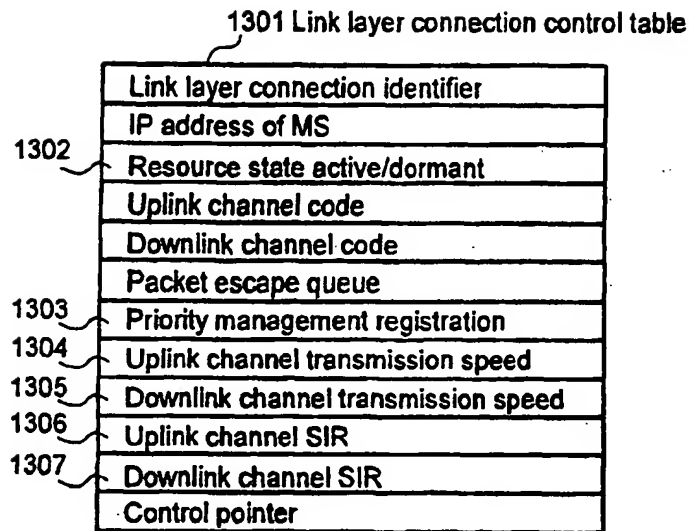 1301 Link layer connection control table
Link layer connection identifier
IP address of MS
1302 Resource state active/dormant
Uplink channel code
Downlink channel code
Packet escape queue
1303 Priority management registration
1304 Uplink channel transmission speed
1305 Downlink channel transmission speed
1306 Uplink channel SIR
1307 Downlink channel SIR
Control pointer